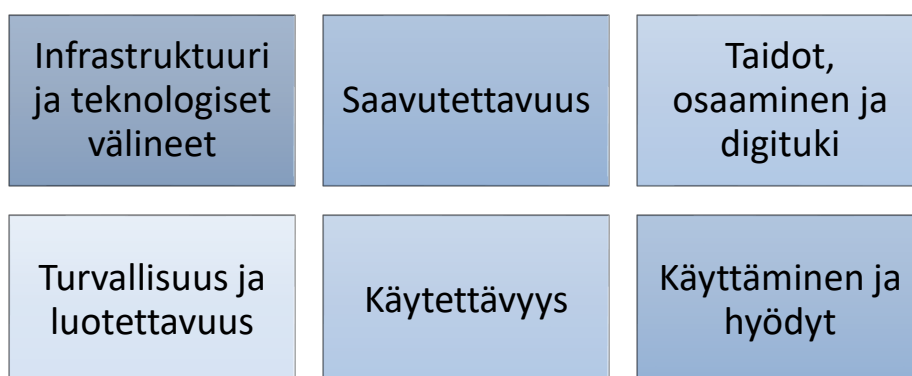 Infrastruktuuri
ja teknologiset
välineet
Saavutettavuus
Taidot,
osaaminen ja
digituki
Turvallisuus ja
luotettavuus
Käytettävyys
Käyttäminen ja
hyödyt